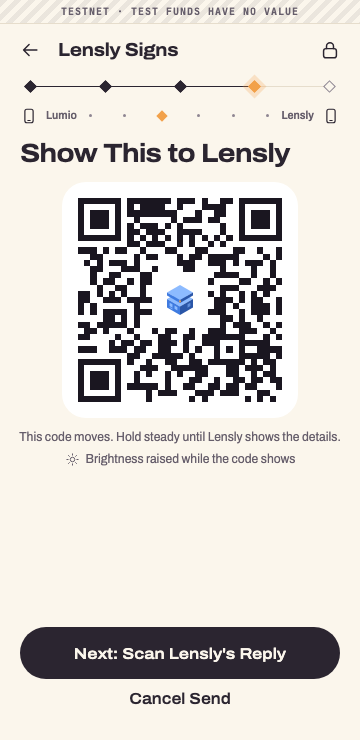 TESTNET · TEST FUNDS HAVE NO VALUE
Lensly Signs
Lumio
Lensly
Show This to Lensly
This code moves. Hold steady until Lensly shows the details.
Brightness raised while the code shows
Next: Scan Lensly's Reply
Cancel Send